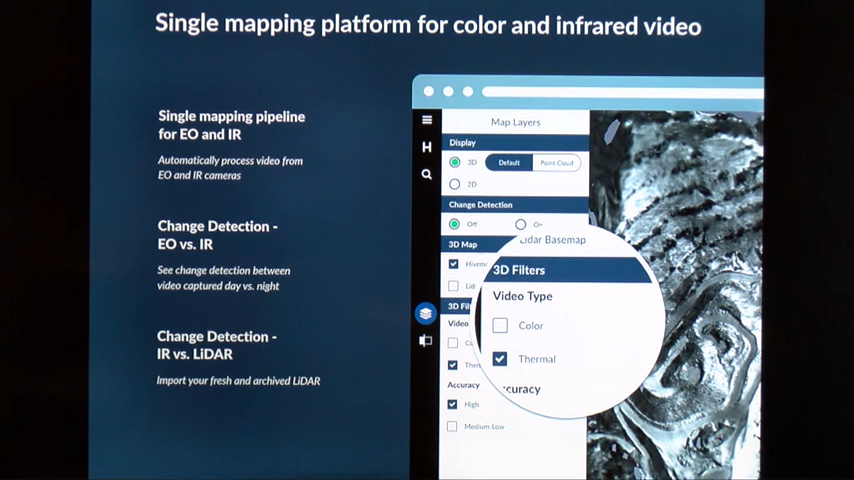 Single mapping platform for color and infrared video
Single mapping pipeline
for EO and IR
Automatically process video from
EO and IR cameras
Change Detection -
EO vs. IR
See change detection between
video captured day vs. night
Change Detection -
IR vs. LiDAR
Import your fresh and archived LiDAR
Map Layers
Display
3D
Default
Point Cloud
2D
Change Detection
Off
On
3D Map
H
Lidar Basemap
3D Filters
Video Type
Color
Thermal
Video
Accuracy
High
Medium-Low